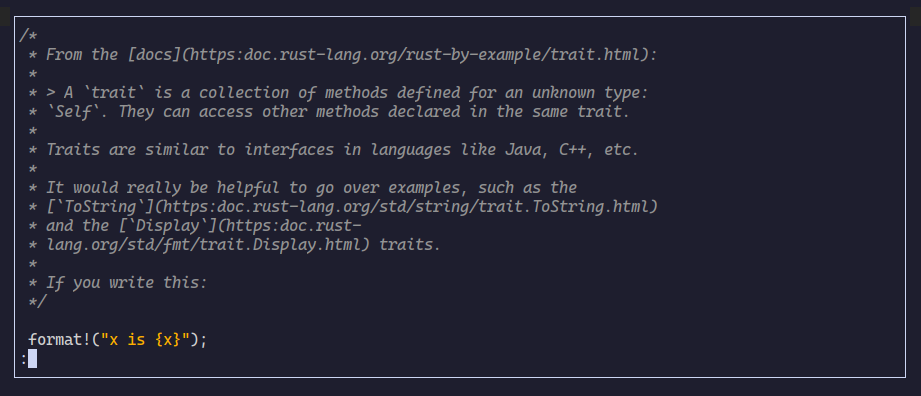 /*
 * From the [docs](https:doc.rust-lang.org/rust-by-example/trait.html):
 *
 * > A `trait` is a collection of methods defined for an unknown type:
 * `Self`. They can access other methods declared in the same trait.
 *
 * Traits are similar to interfaces in languages like Java, C++, etc.
 *
 * It would really be helpful to go over examples, such as the
 * [`ToString`](https:doc.rust-lang.org/std/string/trait.ToString.html)
 * and the [`Display`](https:doc.rust-
 * lang.org/std/fmt/trait.Display.html) traits.
 *
 * If you write this:
 */

 format!("x is {x}");
: